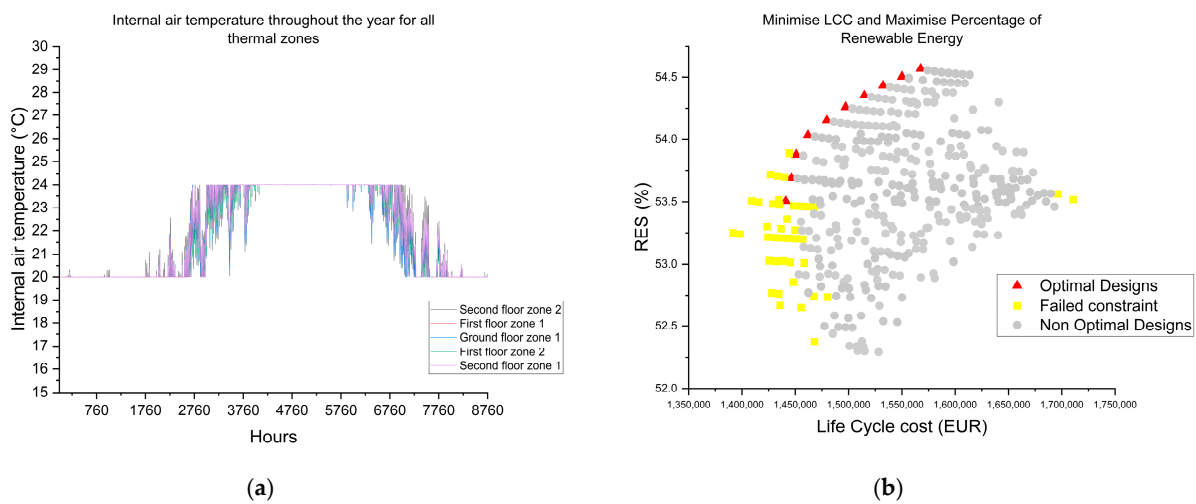 Internal air temperature throughout the year for all
thermal zones
30
29
28
27
26
25
24
23
22
21
20
19
18
17
16
15
Internal air temperature (°C)
760 1760 2760 3760 4760 5760 6760 7760 8760
Hours
Second floor zone 2
First floor zone 1
Ground floor zone 1
First floor zone 2
Second floor zone 1
(a)
Minimise LCC and Maximise Percentage of
Renewable Energy
54.5
54.0
53.5
53.0
52.5
52.0
RES (%)
1,350,000 1,400,000 1,450,000 1,500,000 1,550,000 1,600,000 1,650,000 1,700,000 1,750,000
Life Cycle cost (EUR)
Optimal Designs
Failed constraint
Non Optimal Designs
(b)